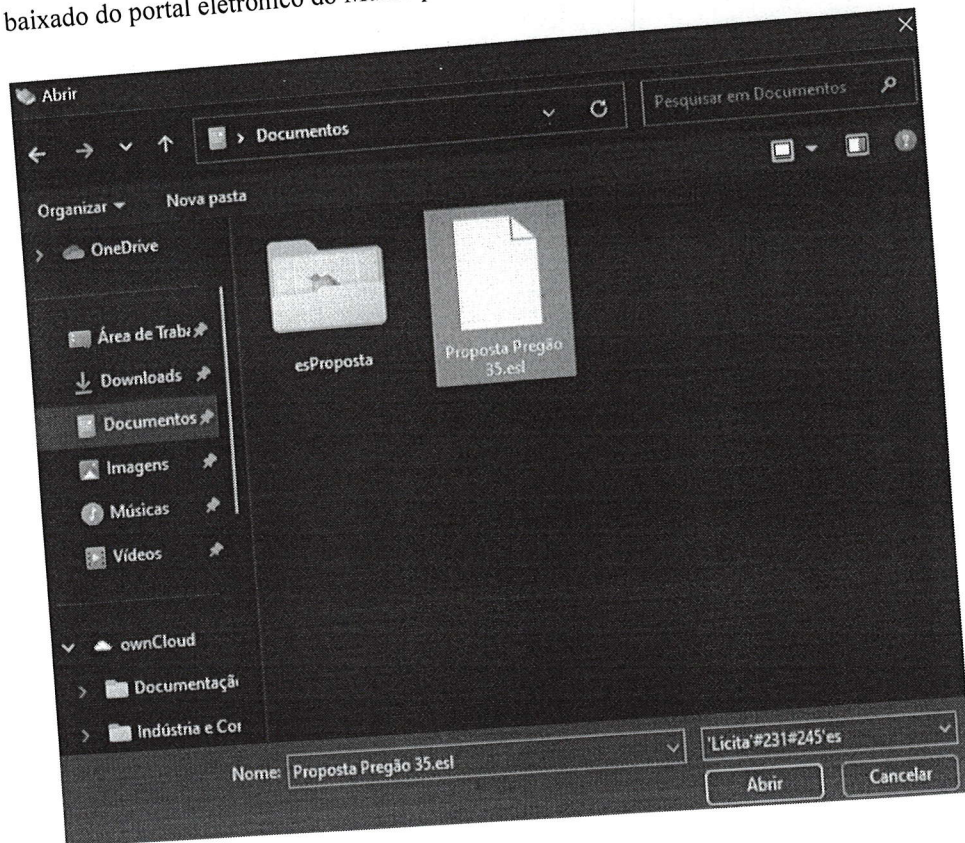 baixado do portal eletrônico do
Abrir
Documentos
Pesquisar em Documentos
Organizar
Nova pasta
OneDrive
Área de Traba
Downloads
Documentos
Imagens
Músicas
Vídeos
ownCloud
Documentaçã
Indústria e Cor
esProposta
Proposta Pregão
35.esl
Nome: Proposta Pregão 35.esl
'Licita'#231#245'es
Abrir
Cancelar